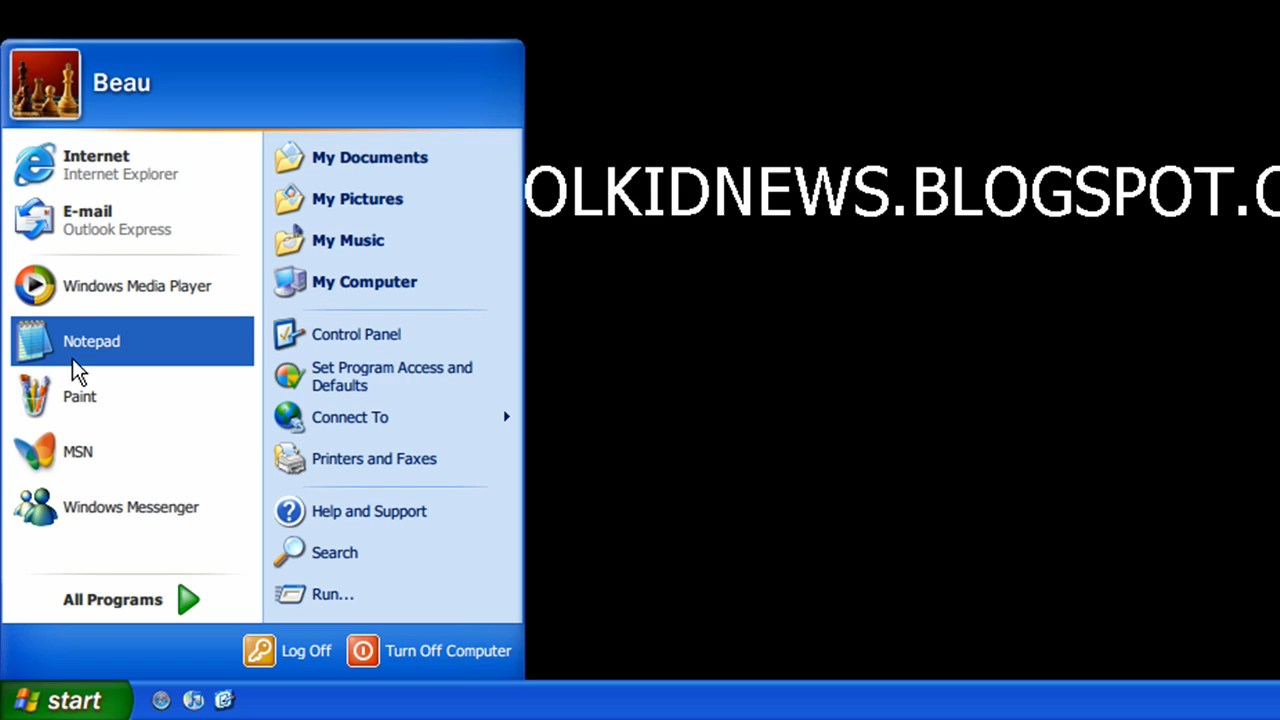 Beau
Internet
Internet Explorer
E-mail
Outlook Express
Windows Media Player
Notepad
Paint
MSN
Windows Messenger
All Programs
My Documents
My Pictures
My Music
My Computer
Control Panel
Set Program Access and
Defaults
Connect To
Printers and Faxes
Help and Support
Search
Run...
Log Off
Turn Off Computer
OLKIDNEWS.BLOGSPOT.C
start